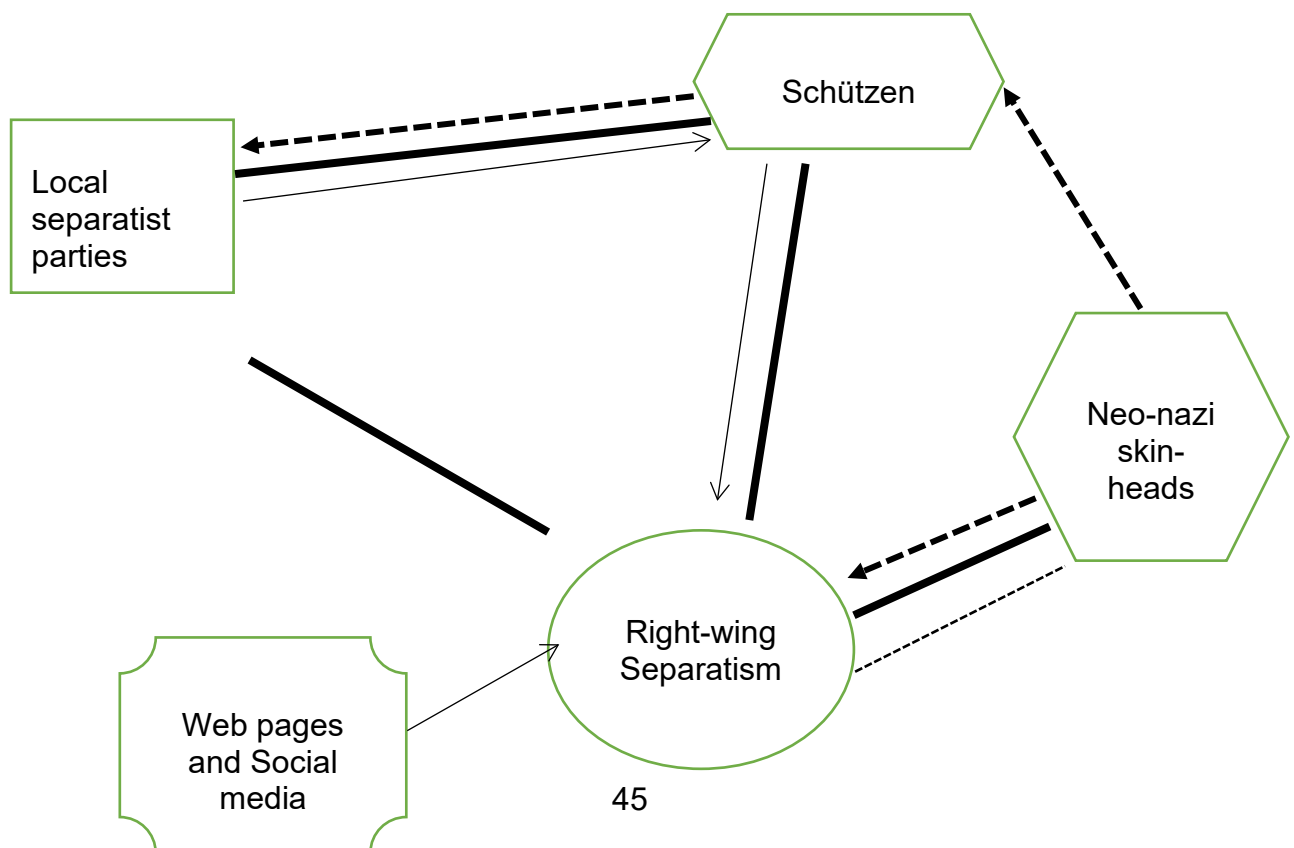 Schützen
Local
separatist
parties
Neo-nazi
skin-
heads
Right-wing
Separatism
Web pages
and Social
media
45